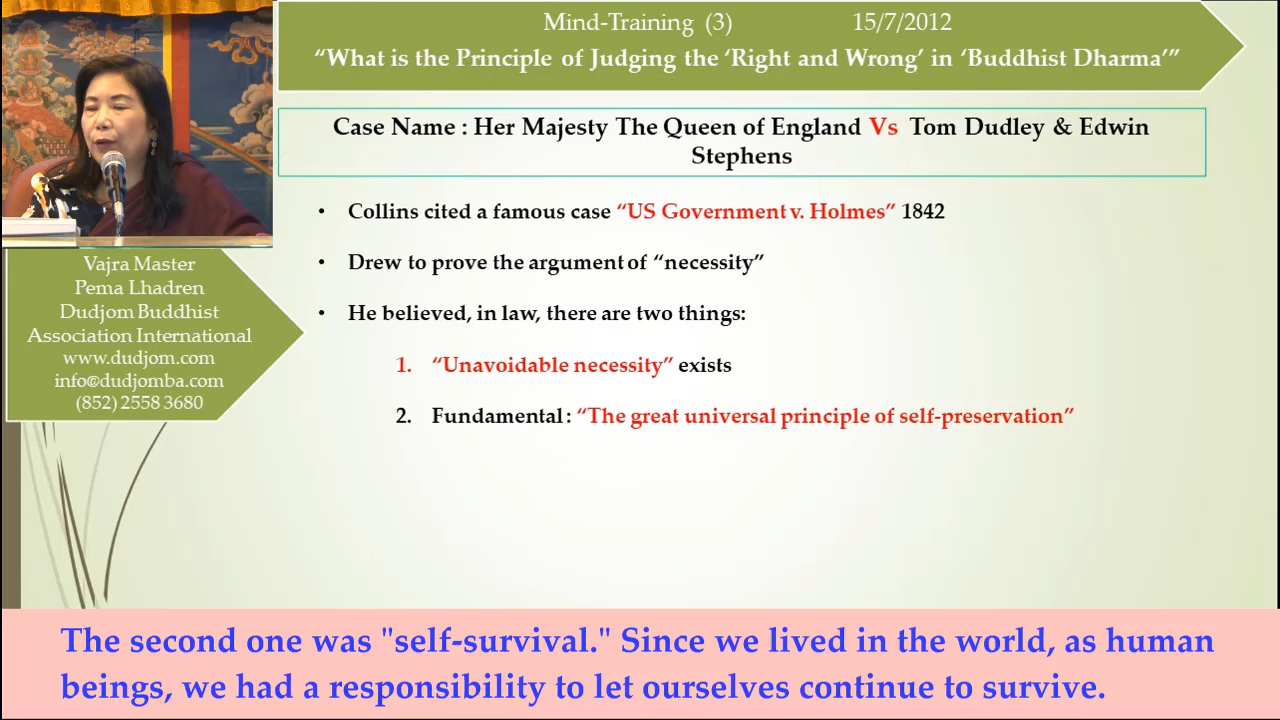 Mind-Training (3) 15/7/2012
“What is the Principle of Judging the ‘Right and Wrong’ in ‘Buddhist Dharma’”
Case Name : Her Majesty The Queen of England Vs Tom Dudley & Edwin
Stephens
• Collins cited a famous case “US Government v. Holmes” 1842
• Drew to prove the argument of “necessity”
• He believed, in law, there are two things:
1. “Unavoidable necessity” exists
2. Fundamental : “The great universal principle of self-preservation”
Vajra Master
Pema Lhadren
Dudjom Buddhist
Association International
www.dudjom.com
info@dudjomba.com
(852) 2558 3680
The second one was "self-survival." Since we lived in the world, as human
beings, we had a responsibility to let ourselves continue to survive.